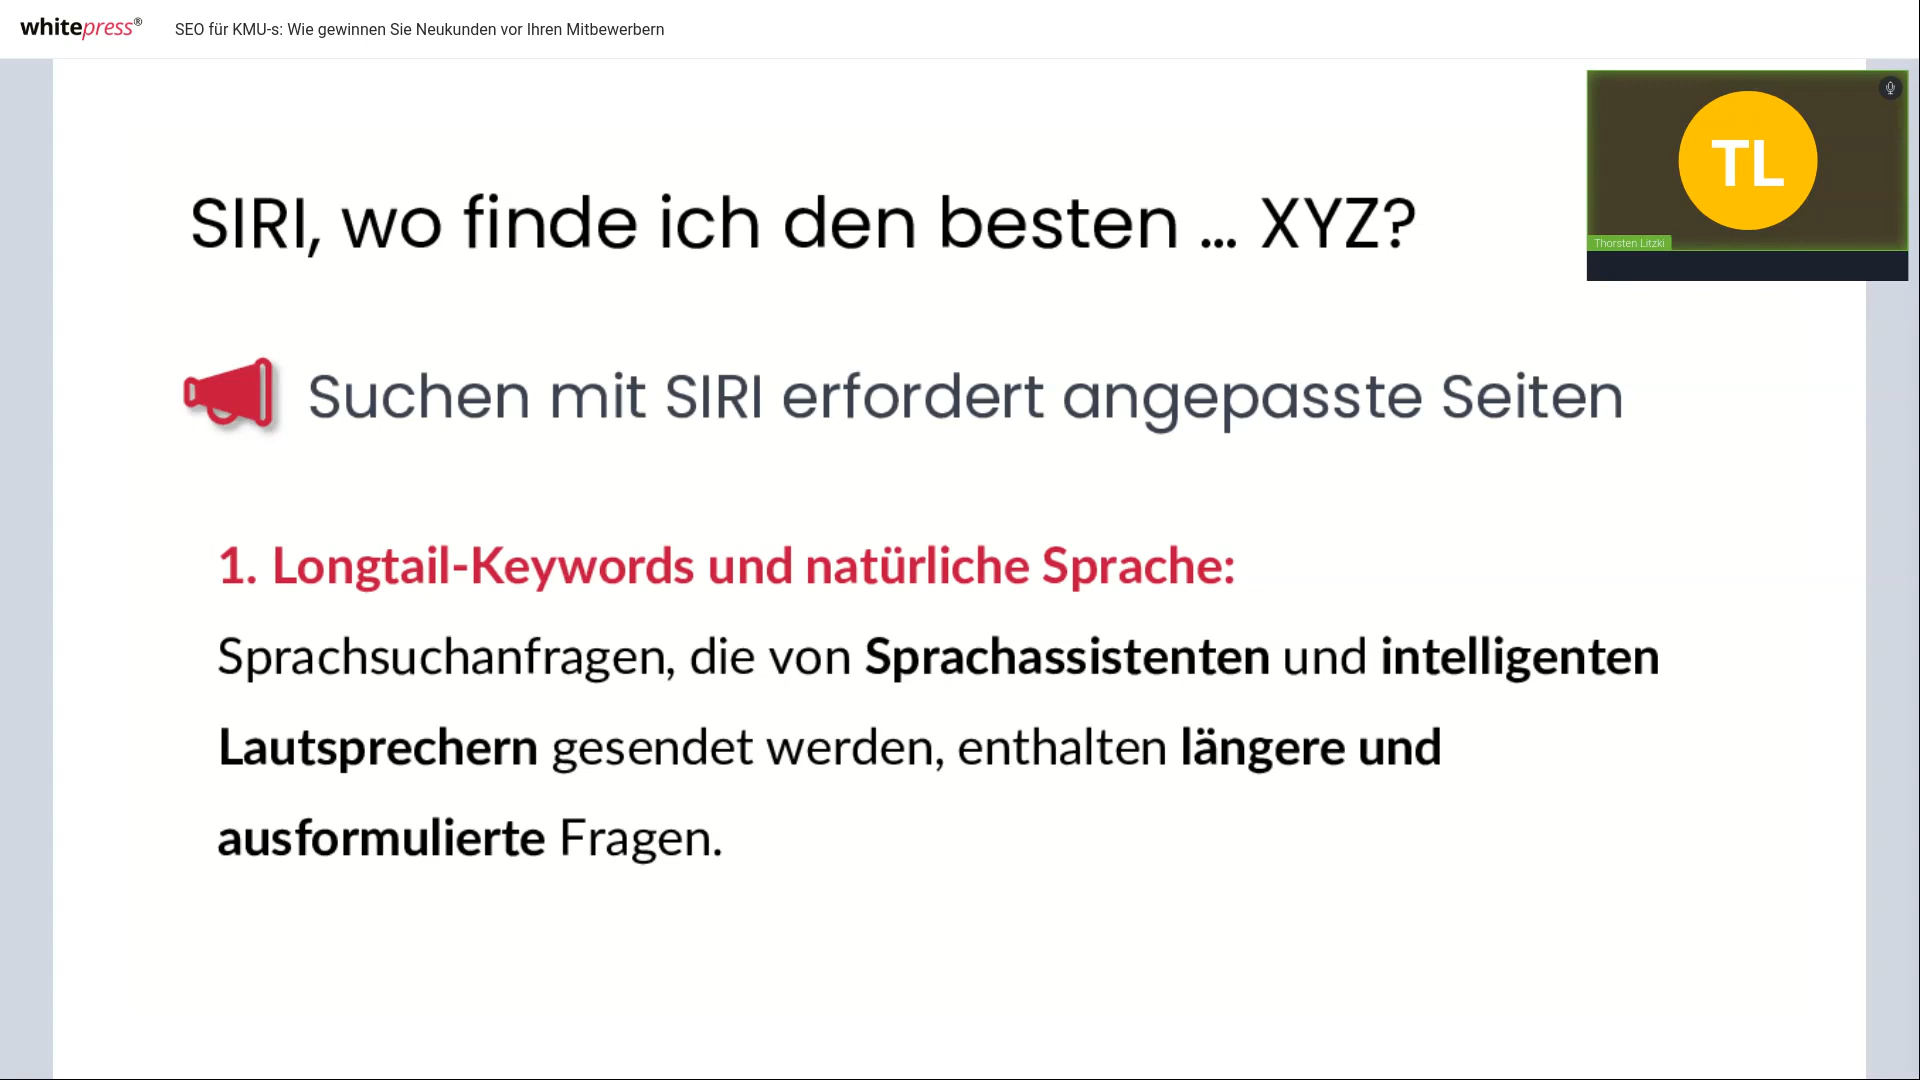 whitepress® SEO für KMU-s: Wie gewinnen Sie Neukunden vor Ihren Mitbewerbern
TL
Thorsten Litzki
SIRI, wo finde ich den besten ... XYZ?
Suchen mit SIRI erfordert angepasste Seiten
1. Longtail-Keywords und natürliche Sprache:
Sprachsuchanfragen, die von Sprachassistenten und intelligenten
Lautsprechern gesendet werden, enthalten längere und
ausformulierte Fragen.